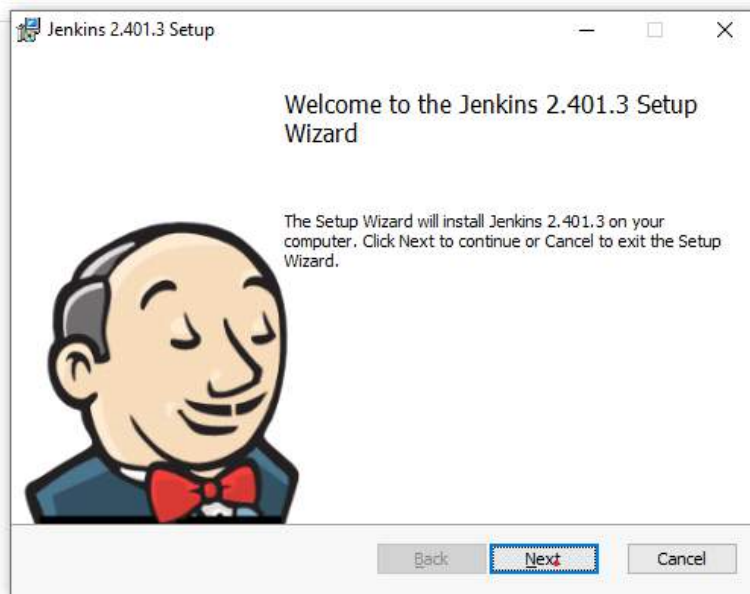 Jenkins 2.401.3 Setup
Welcome to the Jenkins 2.401.3 Setup
Wizard
The Setup Wizard will install Jenkins 2.401.3 on your
computer. Click Next to continue or Cancel to exit the Setup
Wizard.
Back Next Cancel